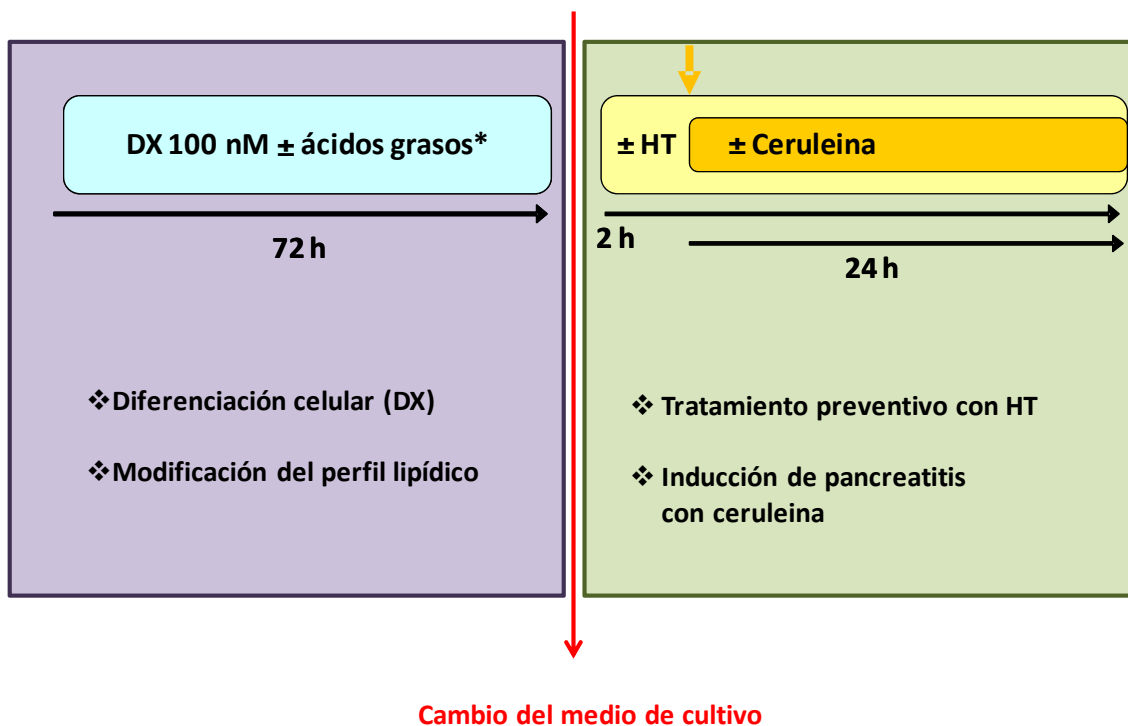 DX 100 nM ± ácidos grasos*
72 h
❖Diferenciación celular (DX)
❖Modificación del perfil lipídico
± HT
± Ceruleina
2 h
24 h
❖ Tratamiento preventivo con HT
❖ Inducción de pancreatitis
con ceruleina
Cambio del medio de cultivo